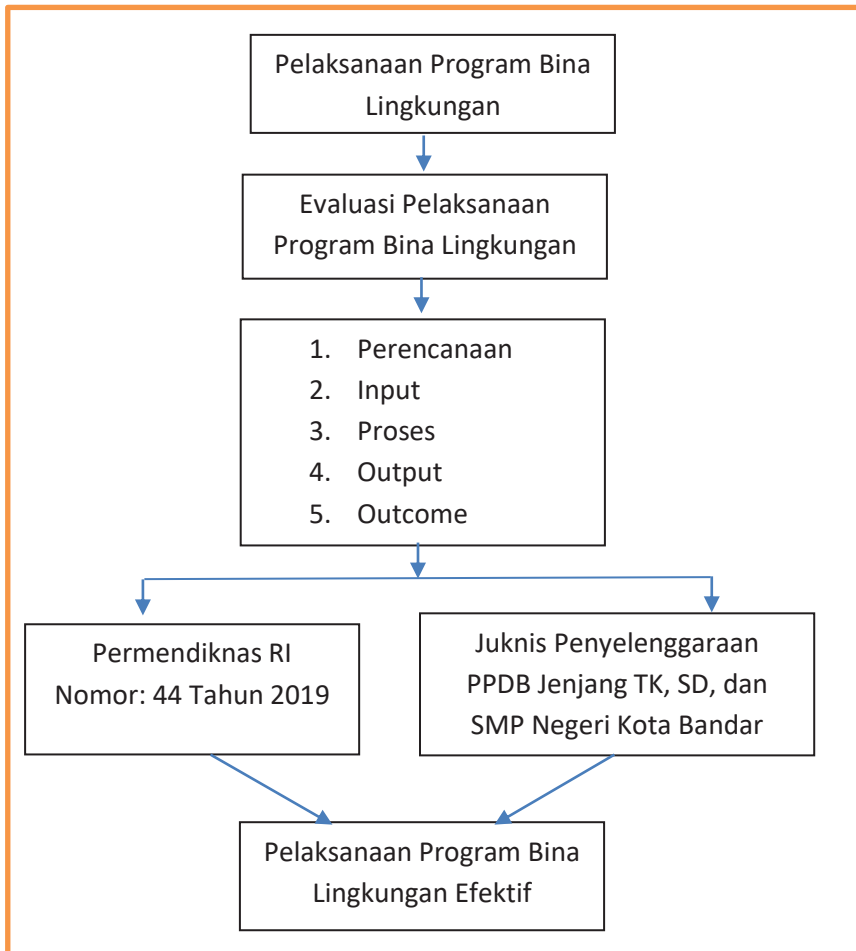 Pelaksanaan Program Bina
Lingkungan
Evaluasi Pelaksanaan
Program Bina Lingkungan
1. Perencanaan
2. Input
3. Proses
4. Output
5. Outcome
Permendiknas RI
Nomor: 44 Tahun 2019
Juknis Penyelenggaraan
PPDB Jenjang TK, SD, dan
SMP Negeri Kota Bandar
Pelaksanaan Program Bina
Lingkungan Efektif